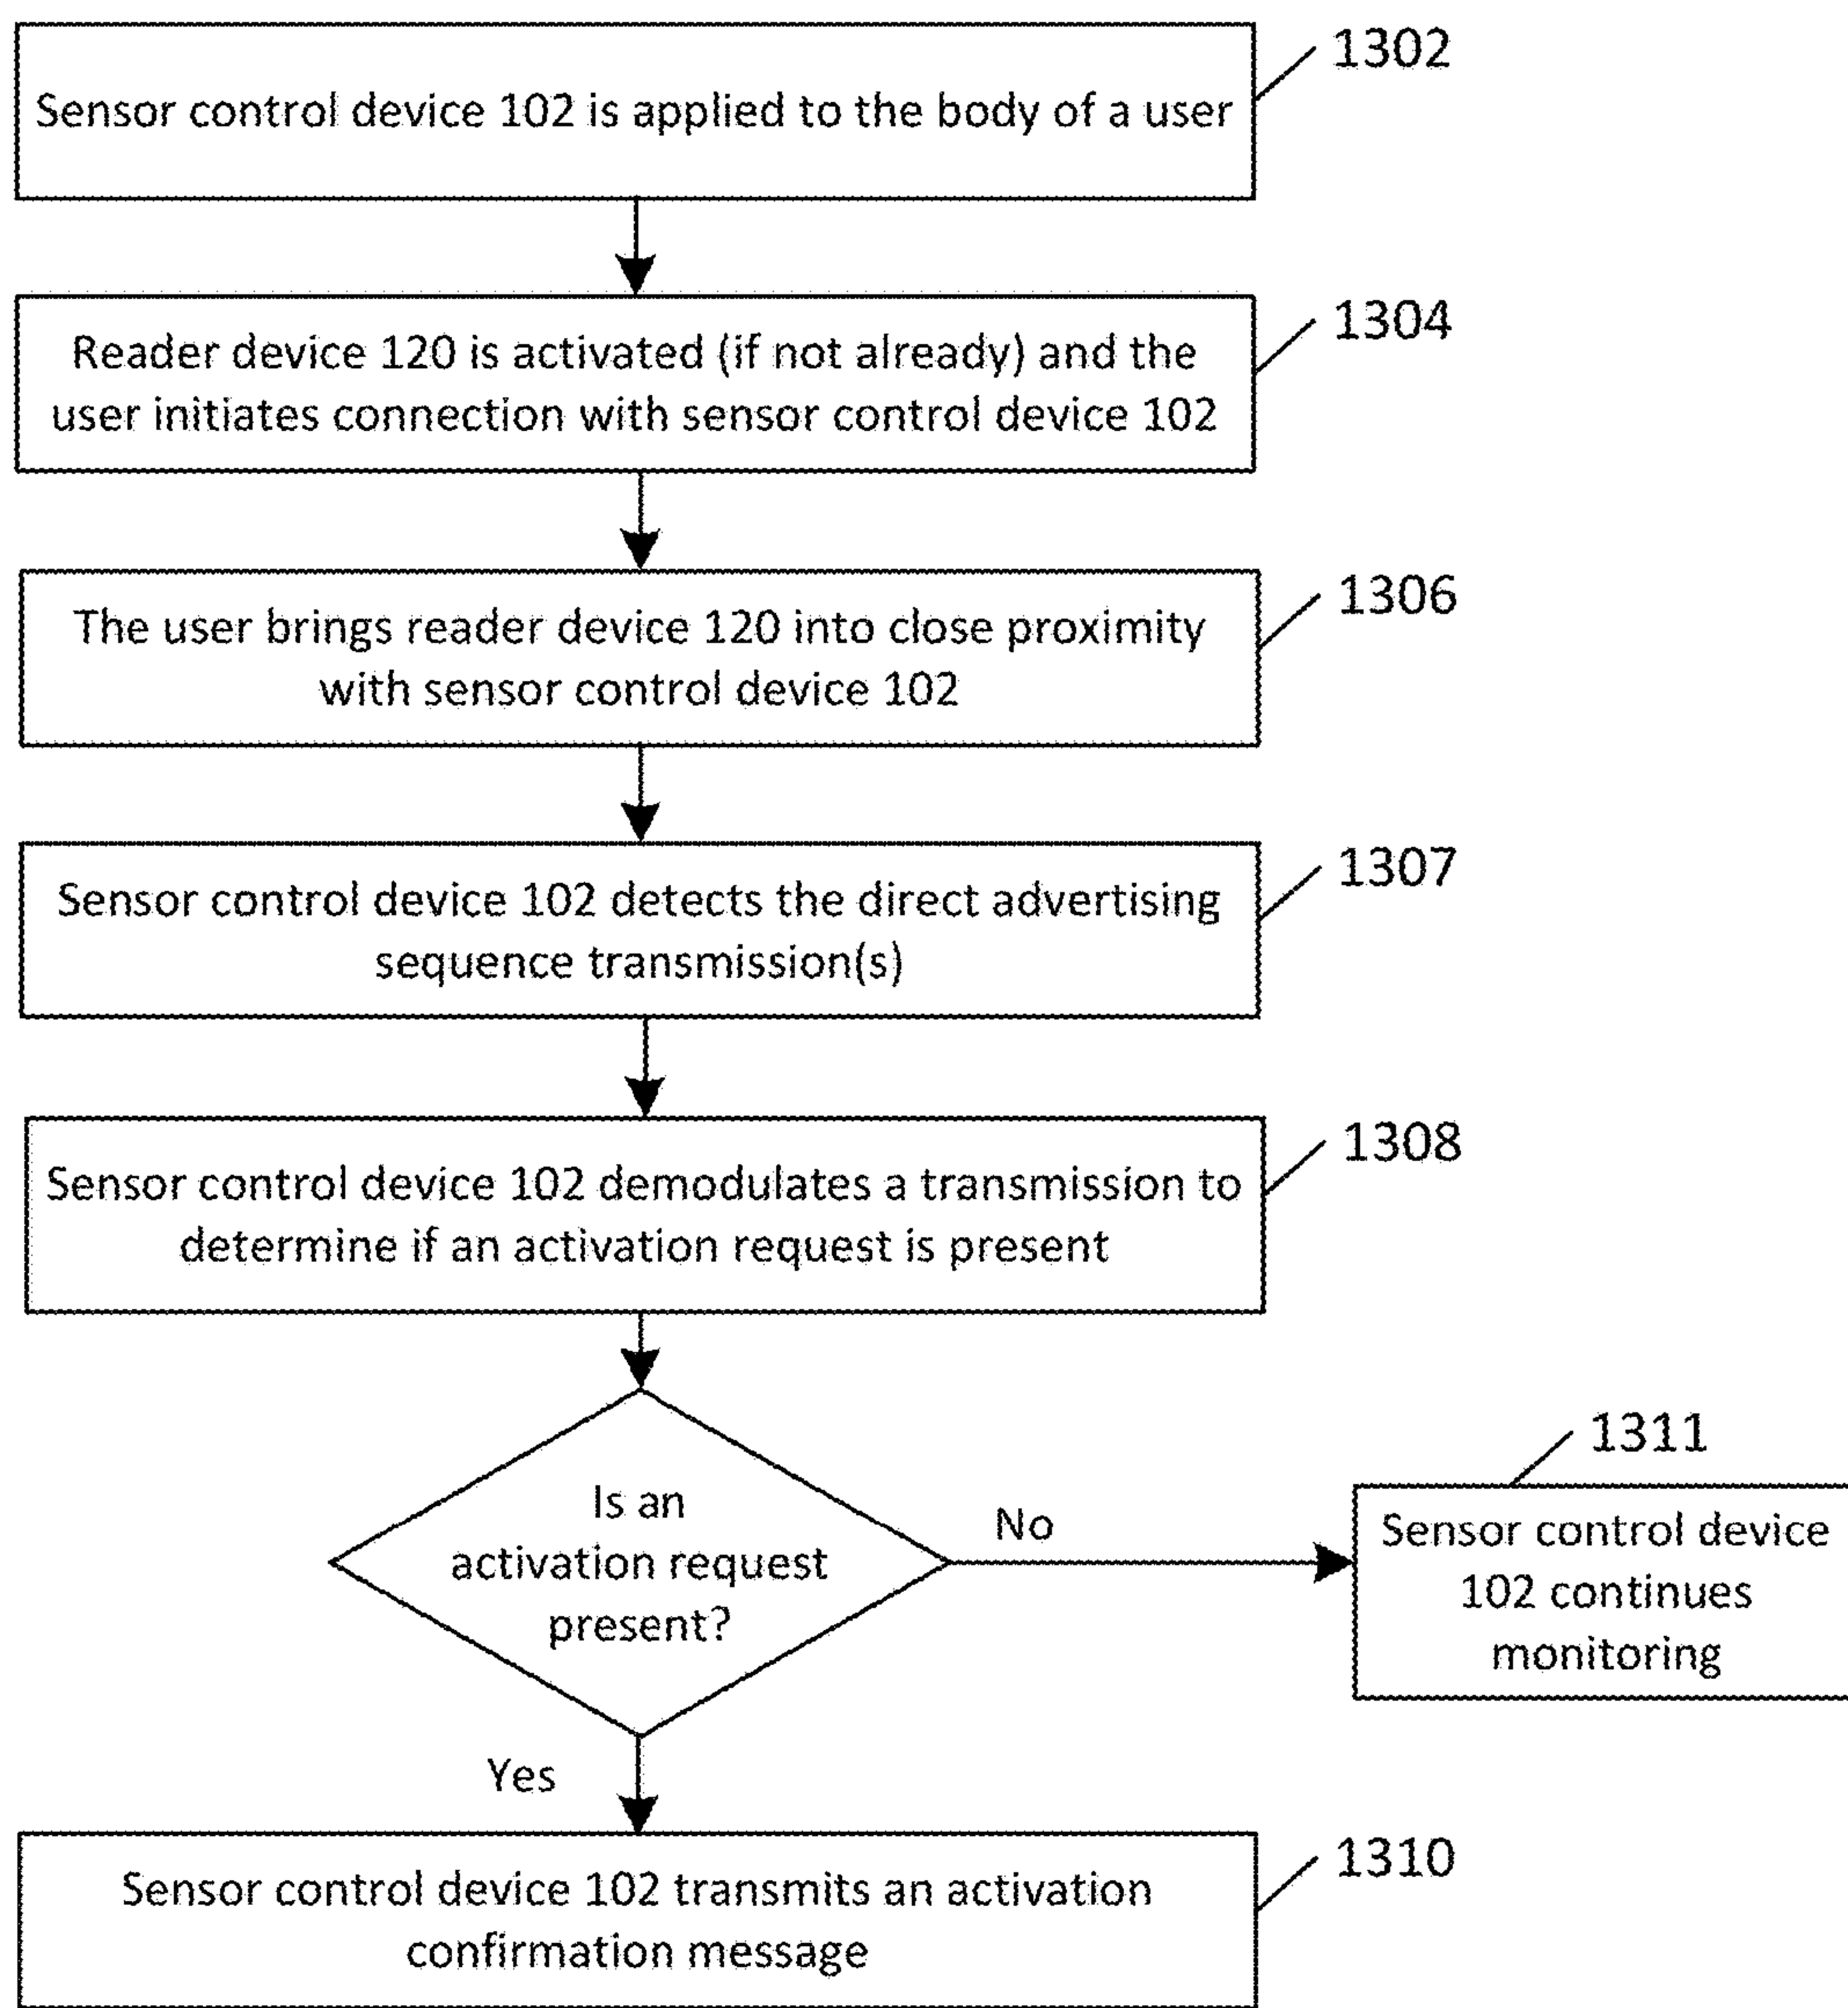 1302
Sensor control device 102 is applied to the body of a user
1304
Reader device 120 is activated (if not already) and the
user initiates connection with sensor control device 102
1306
The user brings reader device 120 into close proximity
with sensor control device 102
1307
Sensor control device 102 detects the direct advertising
sequence transmission(s)
1308
Sensor control device 102 demodulates a transmission to
determine if an activation request is present
Is an
activation request
present?
No
1311
Sensor control device
102 continues
monitoring
Yes
1310
Sensor control device 102 transmits an activation
confirmation message